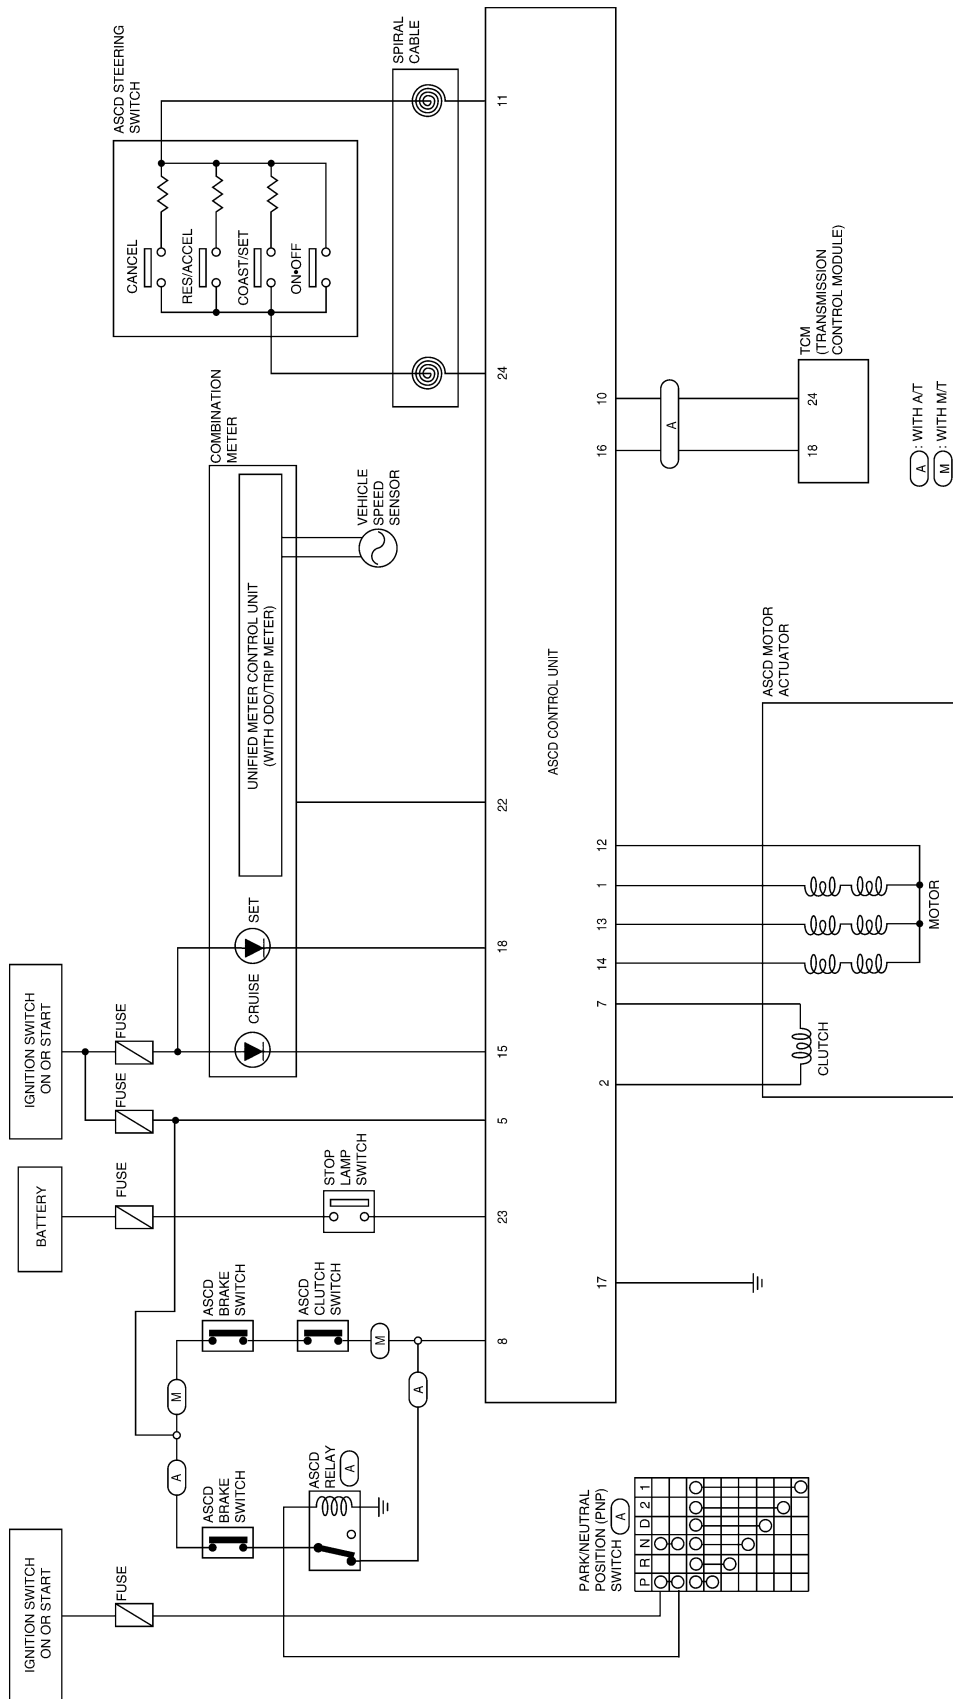 IGNITION SWITCH
ON OR START
FUSE
BATTERY
FUSE
IGNITION SWITCH
ON OR START
FUSE
FUSE
A
M
ASCD
BRAKE
SWITCH
ASCD
BRAKE
SWITCH
ASCD
RELAY
A
ASCD
CLUTCH
SWITCH
M
A
STOP
LAMP
SWITCH
CRUISE
SET
COMBINATION
METER
UNIFIED METER CONTROL UNIT
(WITH ODO/TRIP METER)
VEHICLE
SPEED
SENSOR
ASCD STEERING
SWITCH
CANCEL
RES/ACCEL
COAST/SET
ON•OFF
SPIRAL
CABLE
8
23
5
15
18
22
24
11
ASCD CONTROL UNIT
17
2
7
14
13
1
12
16
10
PARK/NEUTRAL
POSITION (PNP)
SWITCH
A
P R N D 2 1
CLUTCH
MOTOR
ASCD MOTOR
ACTUATOR
A
18
24
TCM
(TRANSMISSION
CONTROL MODULE)
A : WITH A/T
M : WITH M/T